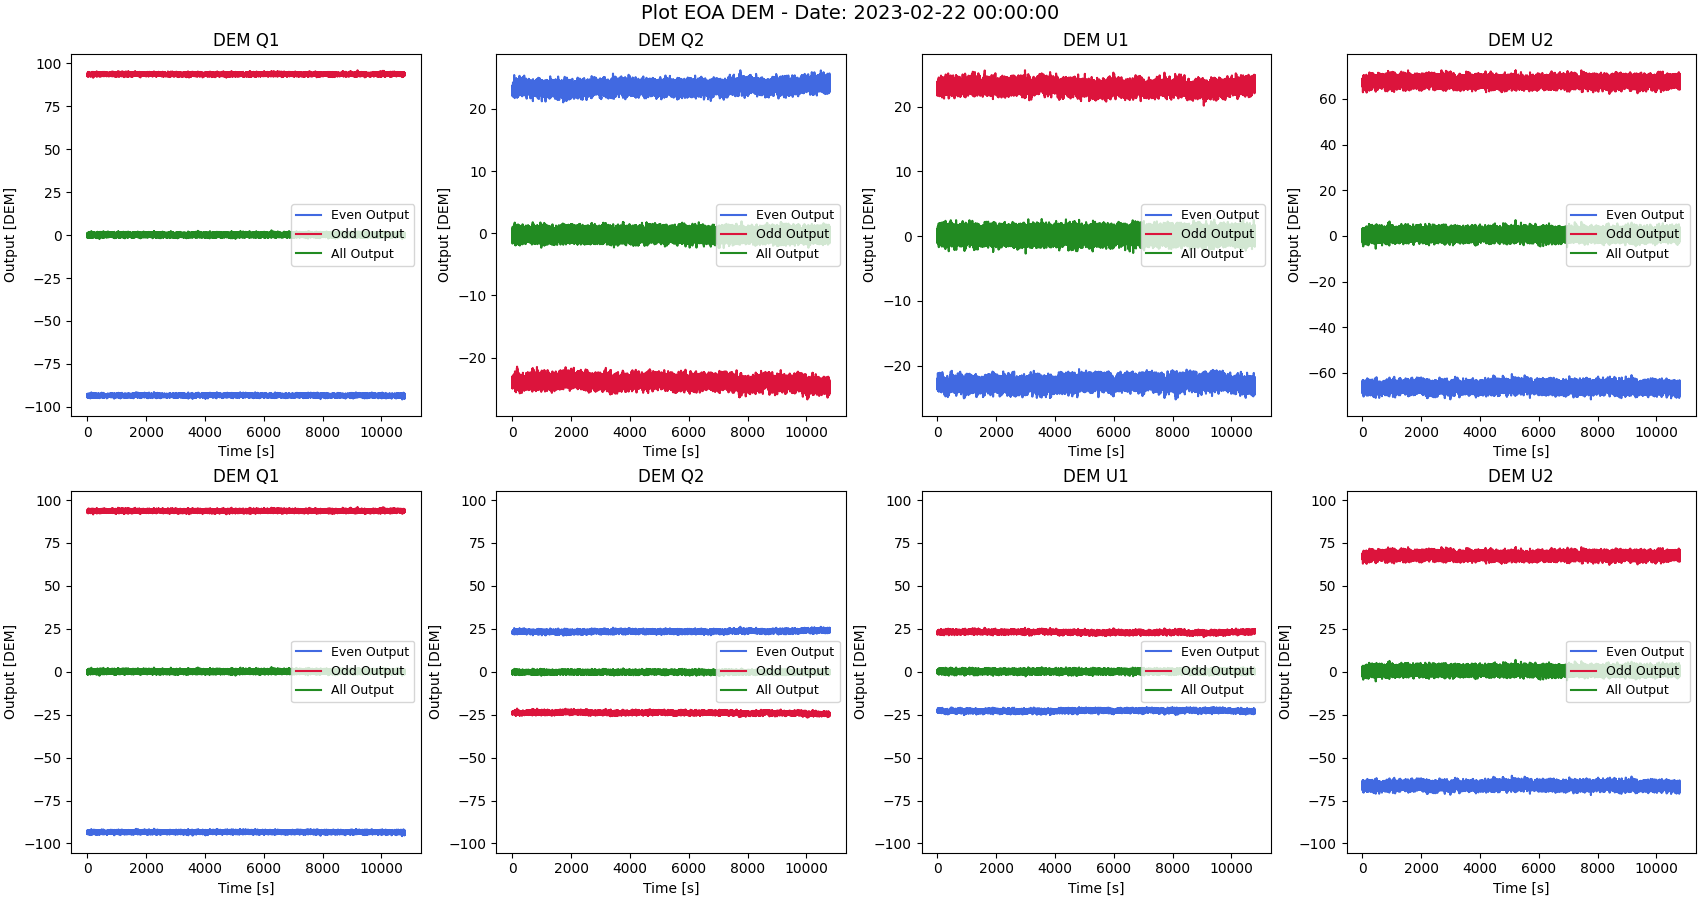 Plot EOA DEM - Date: 2023-02-22 00:00:00
DEM Q1
Output [DEM]
100
75
50
25
0
−25
−50
−75
−100
0 2000 4000 6000 8000 10000
Time [s]
Even Output
Odd Output
All Output
DEM Q2
Output [DEM]
20
10
0
−10
−20
0 2000 4000 6000 8000 10000
Time [s]
Even Output
Odd Output
All Output
DEM U1
Output [DEM]
20
10
0
−10
−20
0 2000 4000 6000 8000 10000
Time [s]
Even Output
Odd Output
All Output
DEM U2
Output [DEM]
60
40
20
0
−20
−40
−60
0 2000 4000 6000 8000 10000
Time [s]
Even Output
Odd Output
All Output
DEM Q1
Output [DEM]
100
75
50
25
0
−25
−50
−75
−100
0 2000 4000 6000 8000 10000
Time [s]
Even Output
Odd Output
All Output
DEM Q2
Output [DEM]
100
75
50
25
0
−25
−50
−75
−100
0 2000 4000 6000 8000 10000
Time [s]
Even Output
Odd Output
All Output
DEM U1
Output [DEM]
100
75
50
25
0
−25
−50
−75
−100
0 2000 4000 6000 8000 10000
Time [s]
Even Output
Odd Output
All Output
DEM U2
Output [DEM]
100
75
50
25
0
−25
−50
−75
−100
0 2000 4000 6000 8000 10000
Time [s]
Even Output
Odd Output
All Output